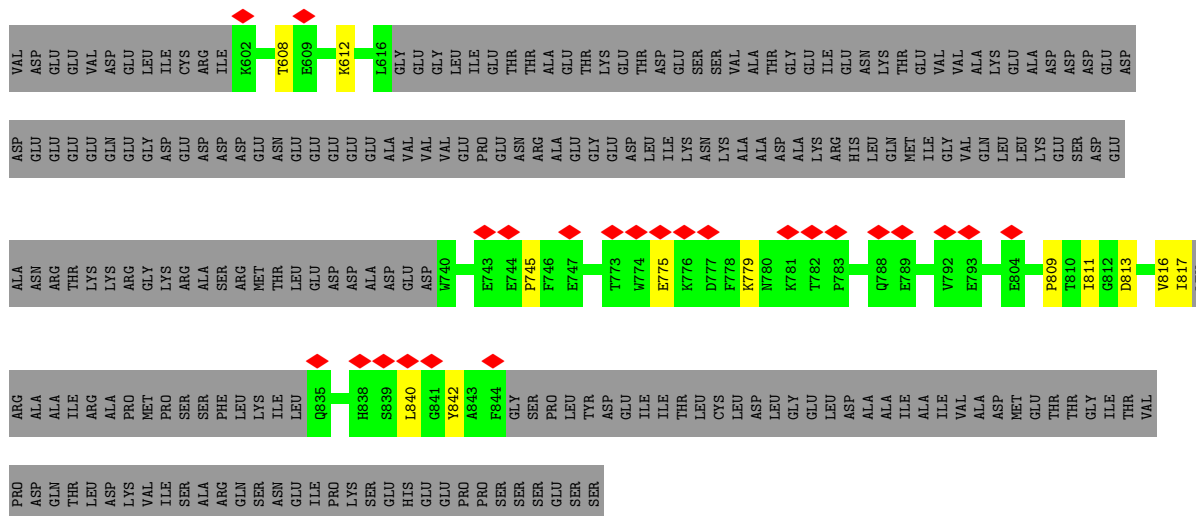 VAL ASP GLU GLU VAL ASP GLU LEU ILE CYS ARG ILE K602 T608 E609 K612 L616 GLY GLU GLY LEU ILE GLU THR THR ALA GLU THR LYS GLU THR ASP GLU SER SER VAL ALA THR GLY GLU ILE GLU ASN LYS THR GLU VAL VAL ALA LYS GLU ALA ASP ASP ASP GLU ASP
ASP GLU GLU GLU GLU GLN GLU GLY ASP GLU ASP ASP ASP GLU ASN GLU GLU GLU GLU GLU ALA VAL VAL VAL GLU PRO GLU ASN ARG ALA GLU GLY GLU ASP LEU ILE LYS ASN LYS ALA ALA ASP ALA LYS ARG HIS LEU GLN MET ILE GLY VAL GLN LEU LEU LYS GLU SER ASP GLU
ALA ASN ARG THR LYS LYS ARG GLY LYS ARG ALA SER ARG MET THR LEU GLU ASP ASP ALA ASP GLU ASP W740 E743 E744 P745 F746 E747 T773 W774 E775 K776 D777 F778 K779 N780 K781 T782 P783 Q788 E789 V792 E793 E804 P809 T810 I811 G812 D813 V816 I817
ARG ALA ALA ILE ARG ALA PRO MET PRO SER SER PHE LEU LYS ILE LEU Q835 H838 S839 L840 G841 Y842 A843 F844 GLY SER PRO LEU TYR ASP GLU ILE ILE THR LEU CYS LEU ASP LEU GLY GLU LEU ASP ALA ALA ILE ALA ILE VAL ALA ASP MET GLU THR THR GLY ILE THR VAL
PRO ASP GLN THR LEU ASP LYS VAL ILE SER ALA ARG GLN SER ASN GLU ILE PRO LYS SER GLU HIS GLU GLU PRO PRO SER SER SER GLU SER SER